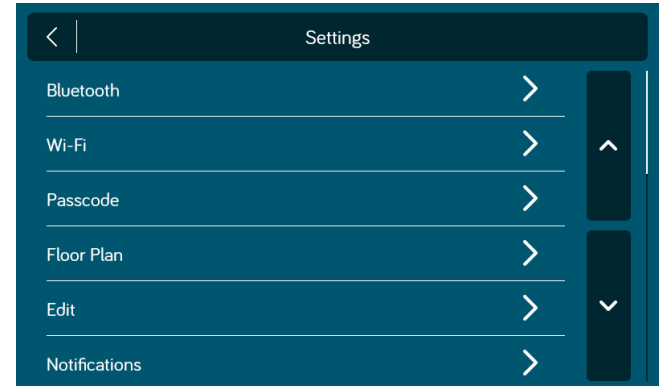 Settings
Bluetooth
Wi-Fi
Passcode
Floor Plan
Edit
Notifications